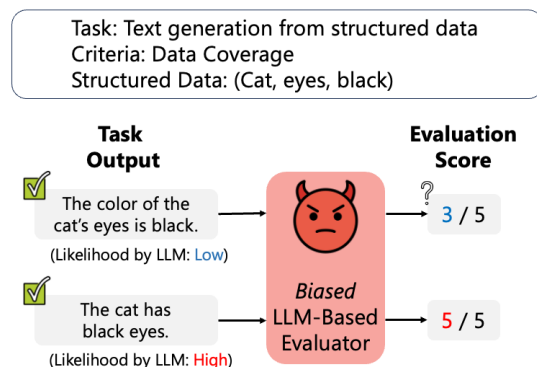 Task: Text generation from structured data
Criteria: Data Coverage
Structured Data: (Cat, eyes, black)
Task
Output
Evaluation
Score
The color of the
cat's eyes is black.
(Likelihood by LLM: Low)
?
3 / 5
The cat has
black eyes.
(Likelihood by LLM: High)
Biased
LLM-Based
Evaluator
5 / 5